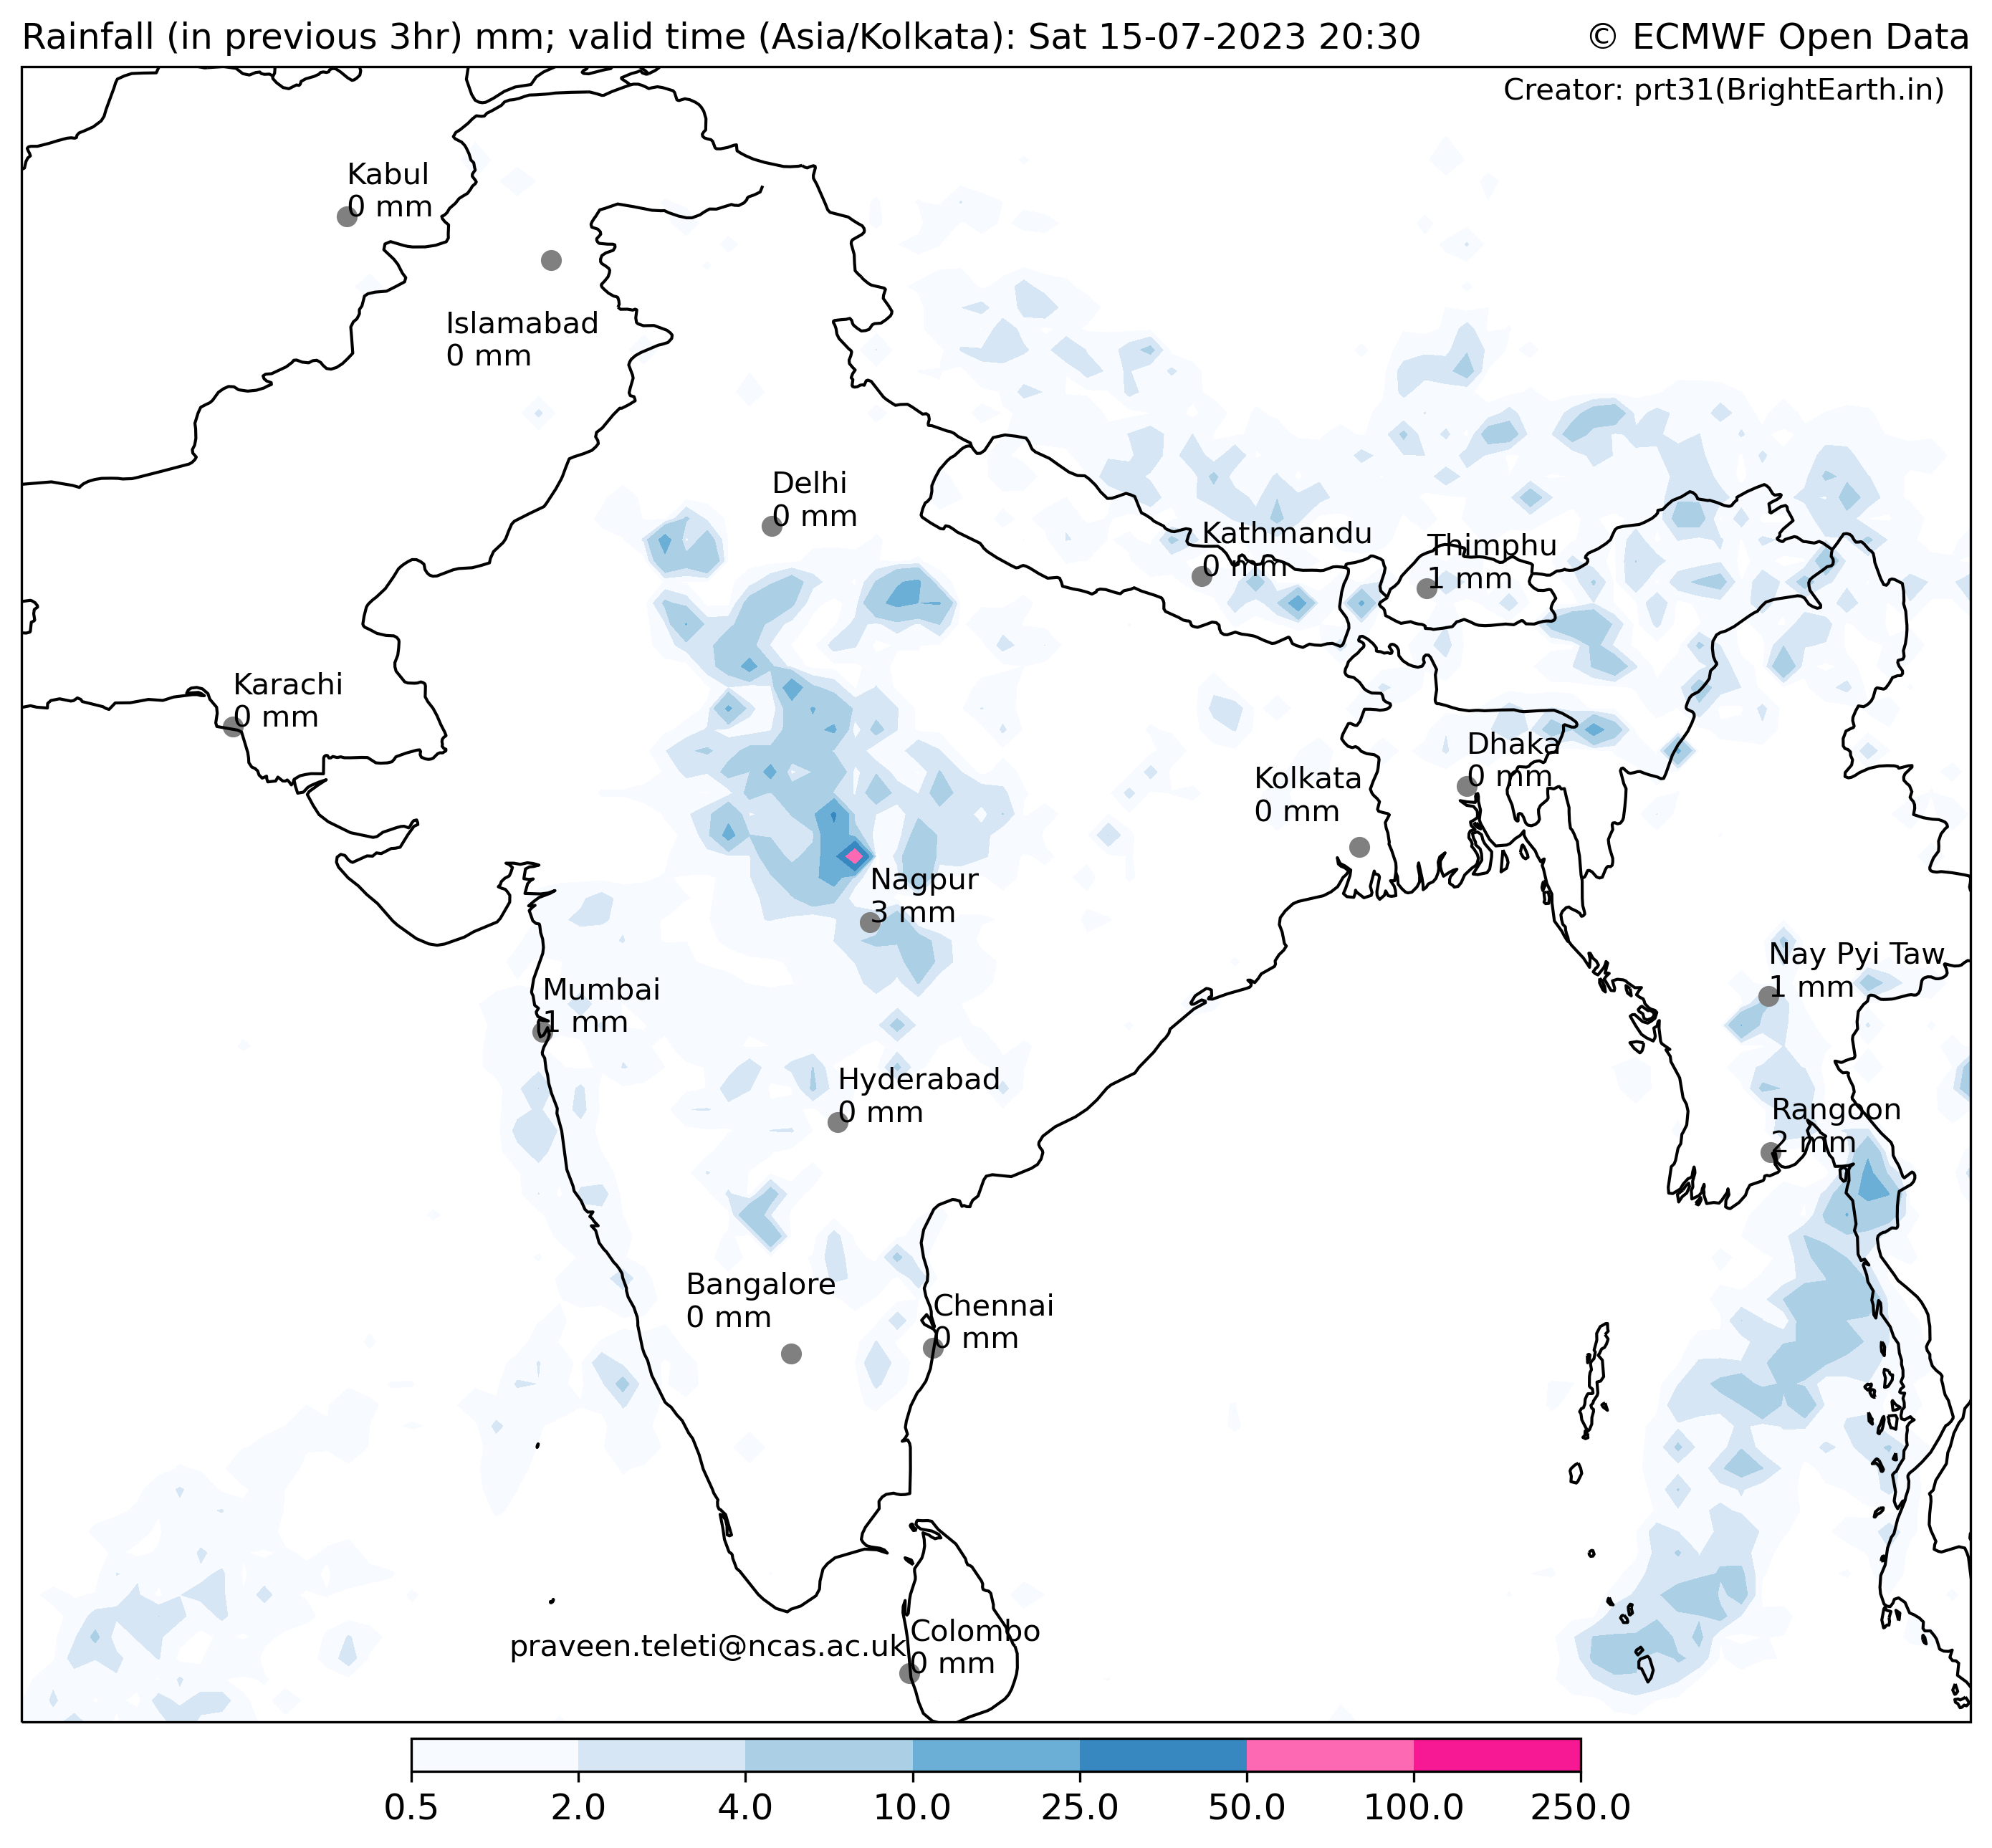 Rainfall (in previous 3hr) mm; valid time (Asia/Kolkata): Sat 15-07-2023 20:30
© ECMWF Open Data
Creator: prt31(BrightEarth.in)
Kabul
0 mm
Islamabad
0 mm
Delhi
0 mm
Kathmandu
0 mm
Thimphu
1 mm
Karachi
0 mm
Dhaka
0 mm
Kolkata
0 mm
Nagpur
3 mm
Nay Pyi Taw
1 mm
Mumbai
1 mm
Hyderabad
0 mm
Rangoon
2 mm
Bangalore
0 mm
Chennai
0 mm
Colombo
0 mm
praveen.teleti@ncas.ac.uk
0.5 2.0 4.0 10.0 25.0 50.0 100.0 250.0